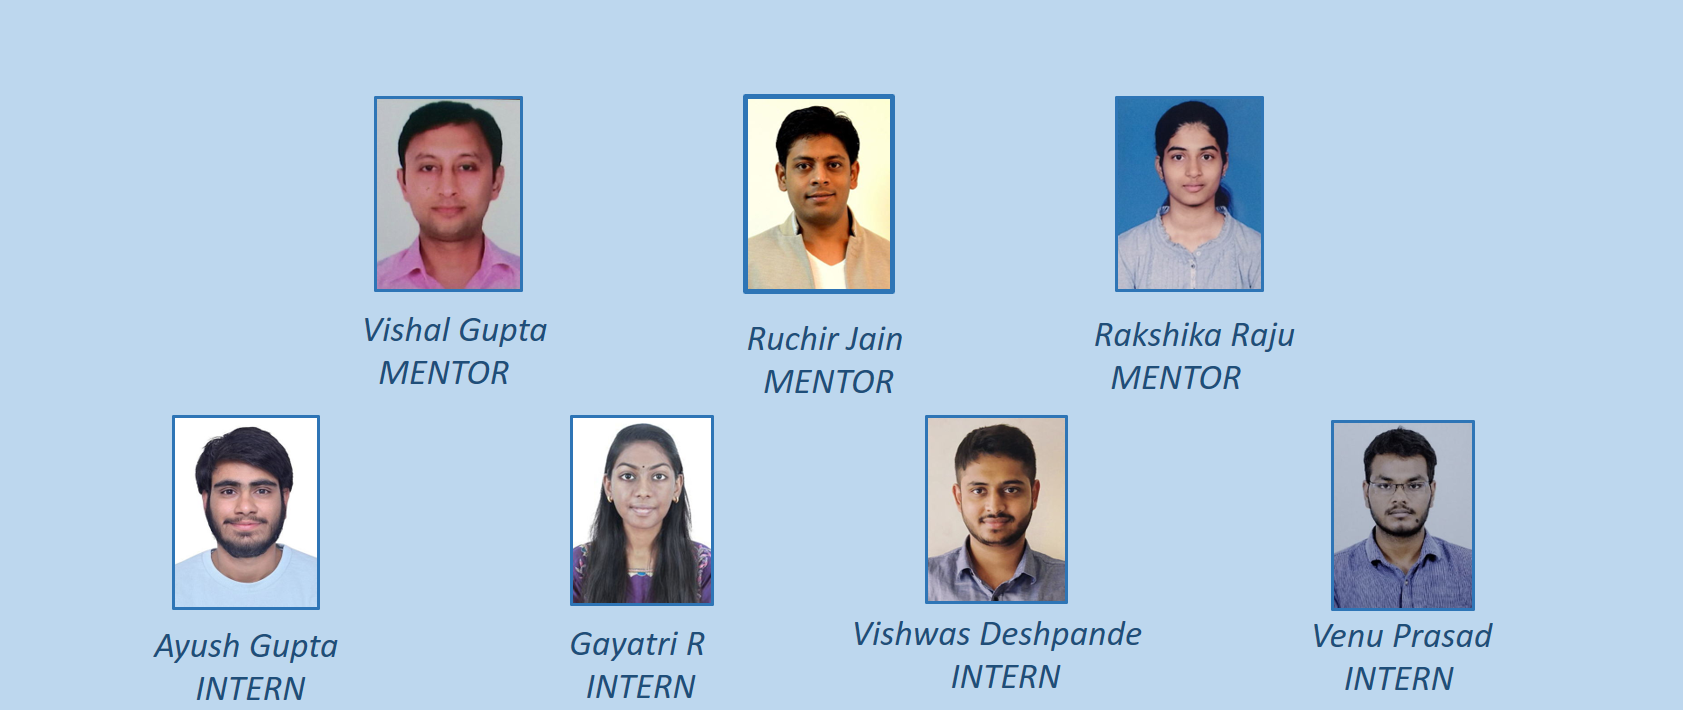 Vishal Gupta
MENTOR
Ruchir Jain
MENTOR
Rakshika Raju
MENTOR
Ayush Gupta
INTERN
Gayatri R
INTERN
Vishwas Deshpande
INTERN
Venu Prasad
INTERN